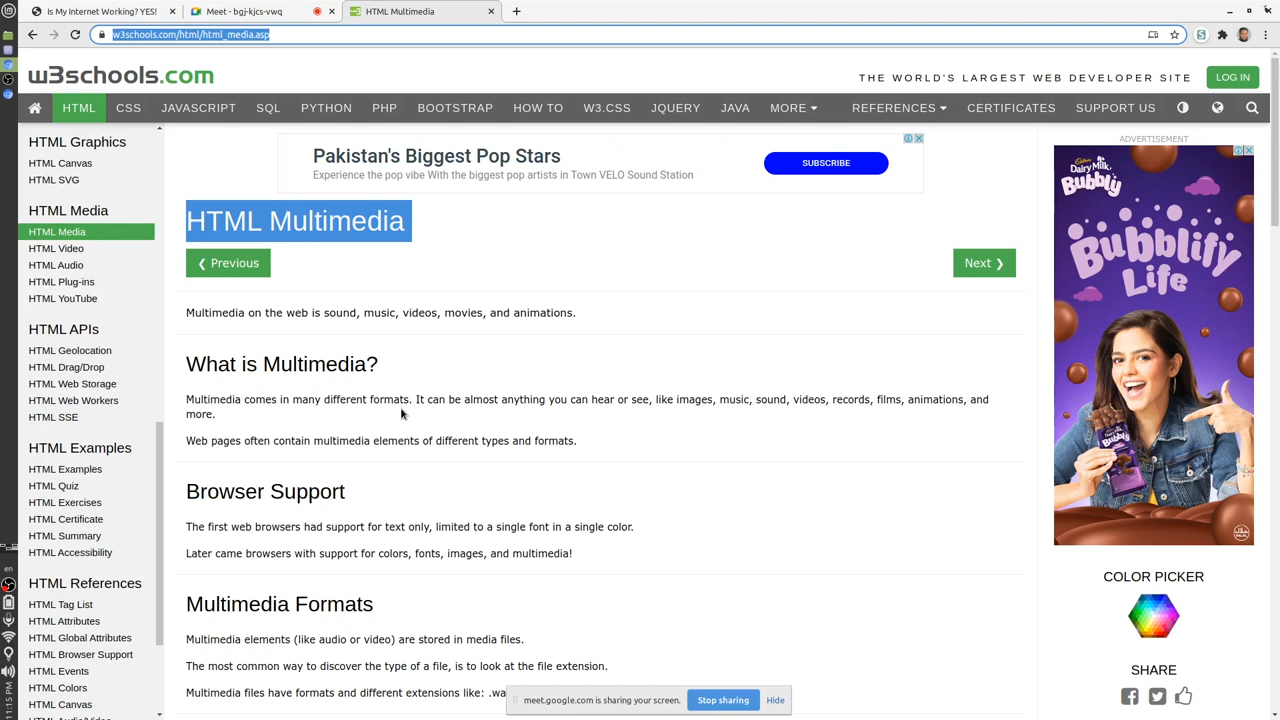 Is My Internet Working? YES!
Meet - bgj-kjcs-vwq
HTML Multimedia
w3schools.com/html/html_media.asp
w3schools.com
THE WORLD'S LARGEST WEB DEVELOPER SITE
LOG IN
HTML CSS JAVASCRIPT SQL PYTHON PHP BOOTSTRAP HOW TO W3.CSS JQUERY JAVA MORE REFERENCES CERTIFICATES SUPPORT US
HTML Graphics
HTML Canvas
HTML SVG
HTML Media
HTML Media
HTML Video
HTML Audio
HTML Plug-ins
HTML YouTube
HTML APIs
HTML Geolocation
HTML Drag/Drop
HTML Web Storage
HTML Web Workers
HTML SSE
HTML Examples
HTML Examples
HTML Quiz
HTML Exercises
HTML Certificate
HTML Summary
HTML Accessibility
HTML References
HTML Tag List
HTML Attributes
HTML Global Attributes
HTML Browser Support
HTML Events
HTML Colors
HTML Canvas
HTML Audio/Video
Pakistan's Biggest Pop Stars
Experience the pop vibe With the biggest pop artists in Town VELO Sound Station
SUBSCRIBE
HTML Multimedia
❮ Previous
Next ❯
Multimedia on the web is sound, music, videos, movies, and animations.
What is Multimedia?
Multimedia comes in many different formats. It can be almost anything you can hear or see, like images, music, sound, videos, records, films, animations, and
more.
Web pages often contain multimedia elements of different types and formats.
Browser Support
The first web browsers had support for text only, limited to a single font in a single color.
Later came browsers with support for colors, fonts, images, and multimedia!
Multimedia Formats
Multimedia elements (like audio or video) are stored in media files.
The most common way to discover the type of a file, is to look at the file extension.
Multimedia files have formats and different extensions like: .wa
meet.google.com is sharing your screen.
Stop sharing
Hide
ADVERTISEMENT
Cadbury
Dairy Milk
Bubbly
Bubblify
Life
Bubbly
COLOR PICKER
SHARE
en
11:15 PM